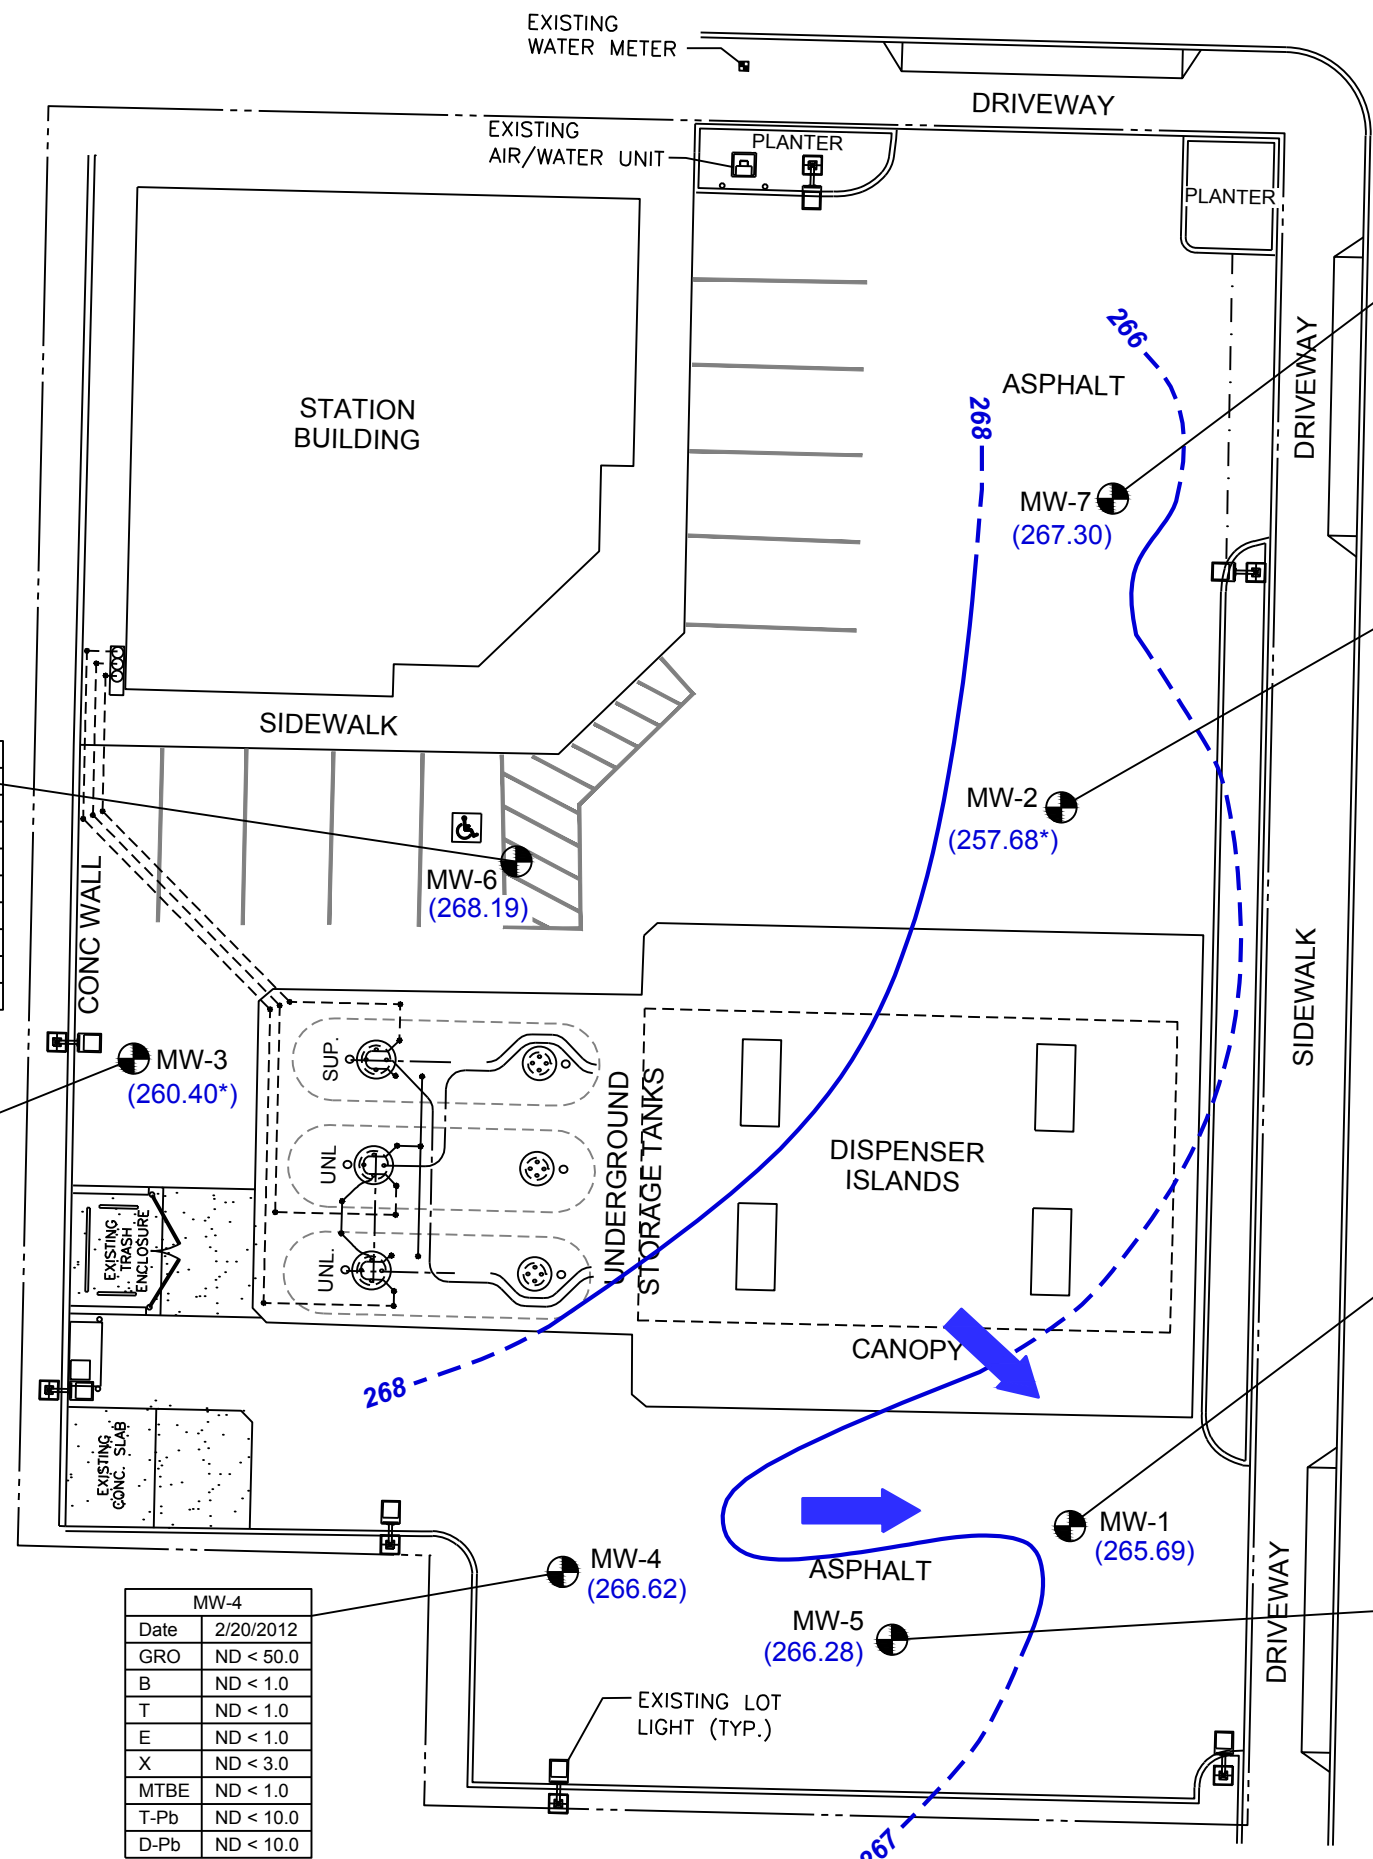 EXISTING
WATER METER
DRIVEWAY
EXISTING
AIR/WATER UNIT
PLANTER
PLANTER
266
DRIVEWAY
ASPHALT
268
STATION
BUILDING
MW-7
(267.30)
SIDEWALK
MW-2
(257.68*)
MW-6
(268.19)
CONC WALL
SIDEWALK
MW-3
(260.40*)
SUP.
UNL
UNL.
UNDERGROUND
STORAGE TANKS
DISPENSER
ISLANDS
EXISTING
TRASH
ENCLOSURE
CANOPY
268
EXISTING
CONC. SLAB
MW-1
(265.69)
MW-4
(266.62)
ASPHALT
MW-5
(266.28)
DRIVEWAY
MW-4
Date 2/20/2012
GRO ND < 50.0
B ND < 1.0
T ND < 1.0
E ND < 1.0
X ND < 3.0
MTBE ND < 1.0
T-Pb ND < 10.0
D-Pb ND < 10.0
EXISTING LOT
LIGHT (TYP.)
267